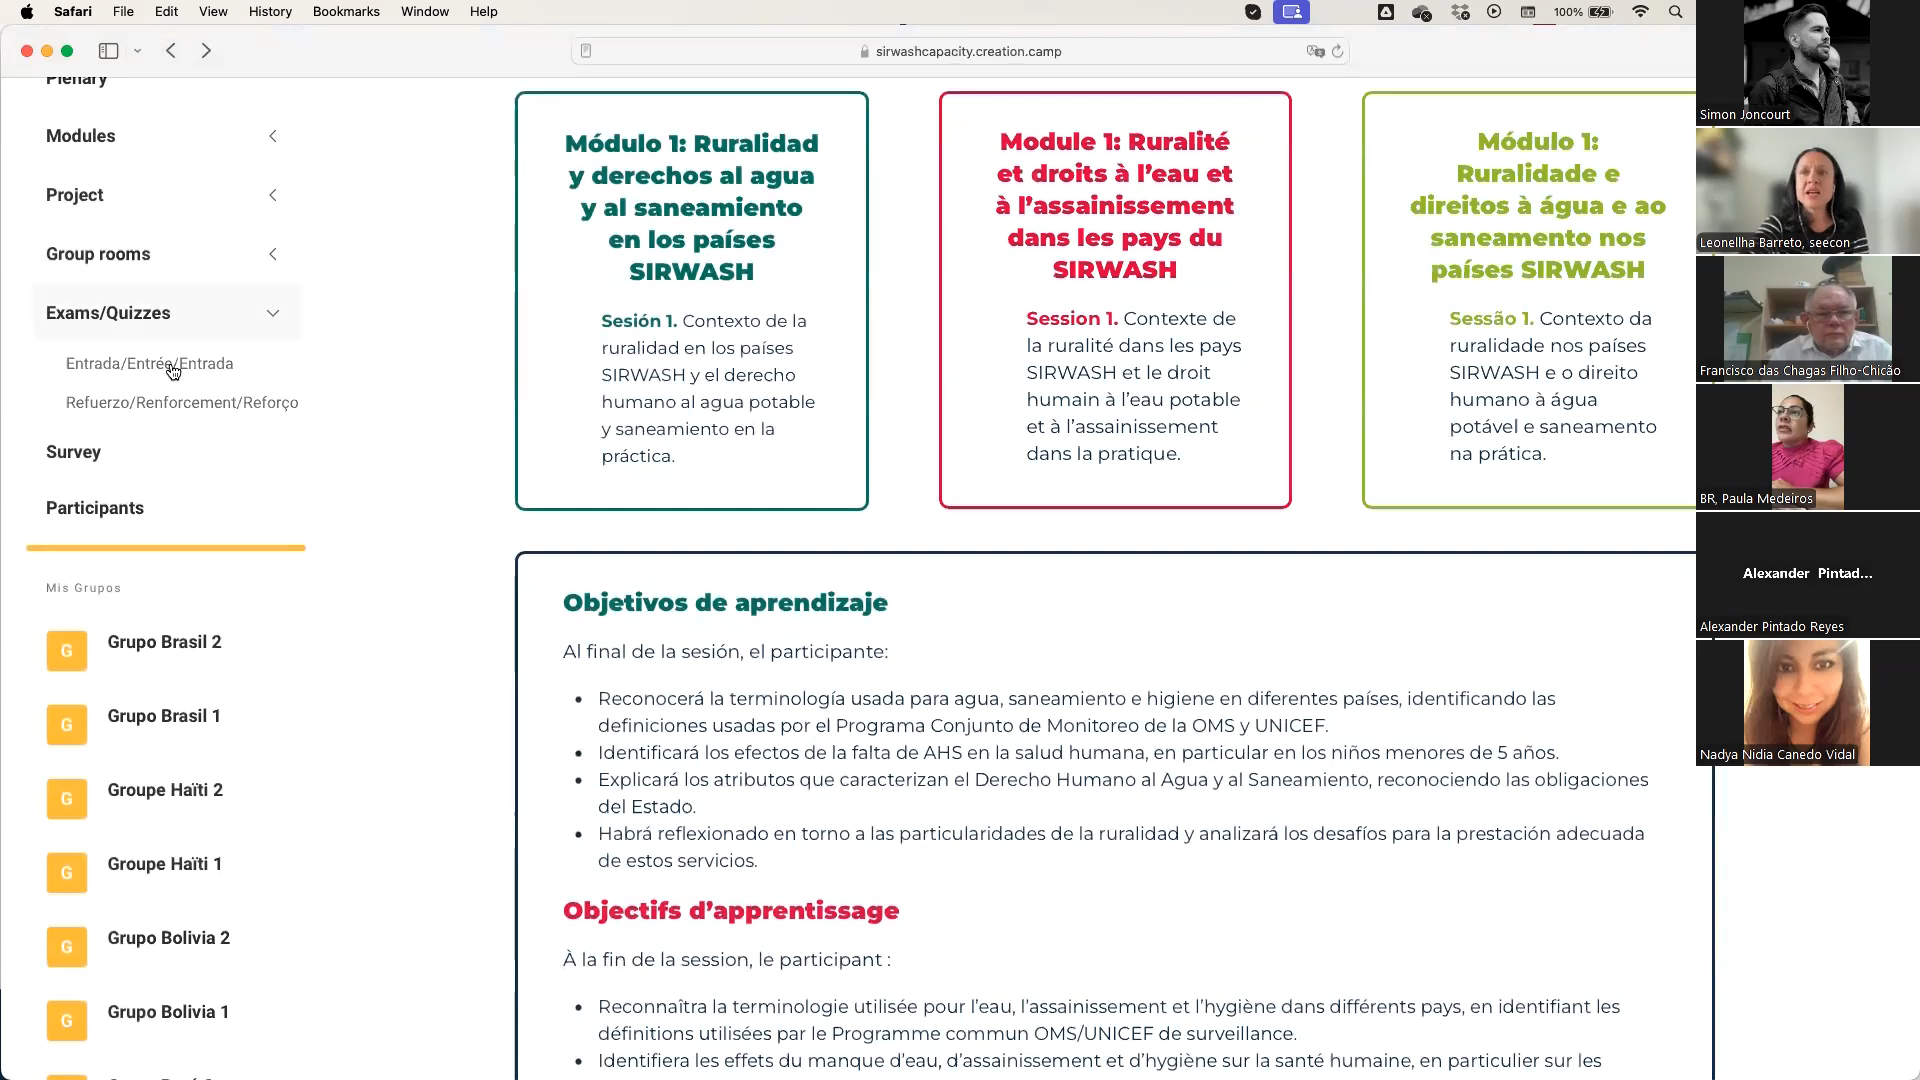 Safari File Edit View History Bookmarks Window Help
100%
sirwashcapacity.creation.camp
Plenary
Modules
Project
Group rooms
Exams/Quizzes
Entrada/Entrée/Entrada
Refuerzo/Renforcement/Reforço
Survey
Participants
Mis Grupos
G Grupo Brasil 2
G Grupo Brasil 1
G Groupe Haïti 2
G Groupe Haïti 1
G Grupo Bolivia 2
G Grupo Bolivia 1
Módulo 1: Ruralidad
y derechos al agua
y al saneamiento
en los países
SIRWASH
Sesión 1. Contexto de la
ruralidad en los países
SIRWASH y el derecho
humano al agua potable
y saneamiento en la
práctica.
Module 1: Ruralité
et droits à l’eau et
à l’assainissement
dans les pays du
SIRWASH
Session 1. Contexte de
la ruralité dans les pays
SIRWASH et le droit
humain à l’eau potable
et à l’assainissement
dans la pratique.
Módulo 1:
Ruralidade e
direitos à água e ao
saneamento nos
países SIRWASH
Sessão 1. Contexto da
ruralidade nos países
SIRWASH e o direito
humano à água
potável e saneamento
na prática.
Objetivos de aprendizaje
Al final de la sesión, el participante:
• Reconocerá la terminología usada para agua, saneamiento e higiene en diferentes países, identificando las
definiciones usadas por el Programa Conjunto de Monitoreo de la OMS y UNICEF.
• Identificará los efectos de la falta de AHS en la salud humana, en particular en los niños menores de 5 años.
• Explicará los atributos que caracterizan el Derecho Humano al Agua y al Saneamiento, reconociendo las obligaciones
del Estado.
• Habrá reflexionado en torno a las particularidades de la ruralidad y analizará los desafíos para la prestación adecuada
de estos servicios.
Objectifs d’apprentissage
À la fin de la session, le participant :
• Reconnaîtra la terminologie utilisée pour l’eau, l’assainissement et l’hygiène dans différents pays, en identifiant les
définitions utilisées par le Programme commun OMS/UNICEF de surveillance.
• Identifiera les effets du manque d’eau, d’assainissement et d’hygiène sur la santé humaine, en particulier sur les
Simon Joncourt
Leonellha Barreto, seecon
Francisco das Chagas Filho-Chicão
BR, Paula Medeiros
Alexander Pintad...
Alexander Pintado Reyes
Nadya Nidia Canedo Vidal